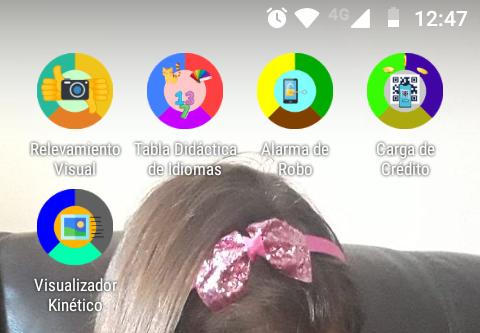 4G 12:47
Relevamiento
Visual
Tabla Didáctica
de Idiomas
Alarma de
Robo
Carga de
Crédito
Visualizador
Kinético